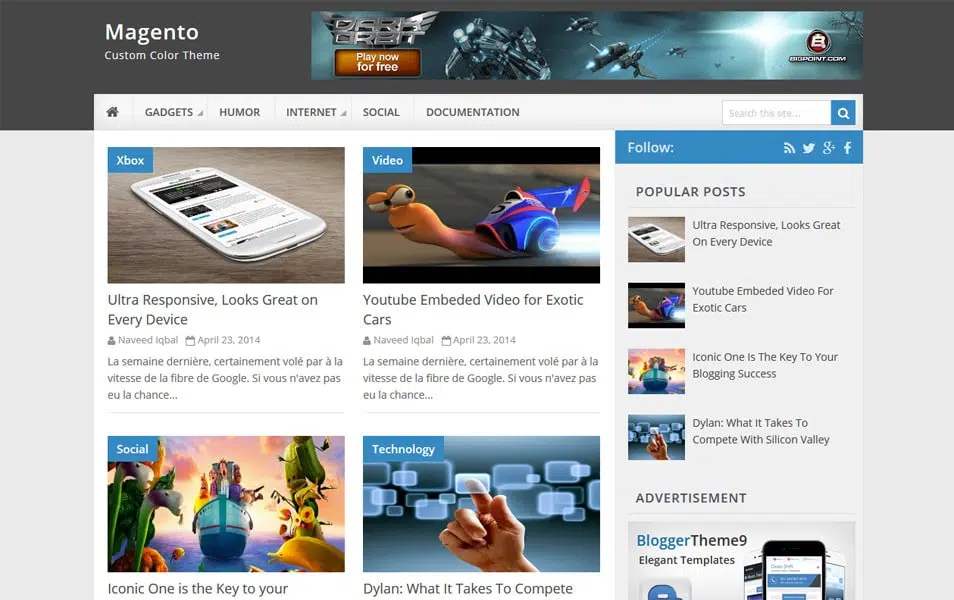 Magento
Custom Color Theme
DARK
ORBIT
Play now
for free
BIGPOINT.COM
GADGETS
HUMOR
INTERNET
SOCIAL
DOCUMENTATION
Search this site...
Follow:
Xbox
Ultra Responsive, Looks Great on
Every Device
Naveed Iqbal April 23, 2014
La semaine dernière, certainement volé par à la
vitesse de la fibre de Google. Si vous n'avez pas
eu la chance...
Video
Youtube Embeded Video for Exotic
Cars
Naveed Iqbal April 23, 2014
La semaine dernière, certainement volé par à la
vitesse de la fibre de Google. Si vous n'avez pas
eu la chance...
Social
Iconic One is the Key to your
Technology
Dylan: What It Takes To Compete
POPULAR POSTS
Ultra Responsive, Looks Great
On Every Device
Youtube Embeded Video For
Exotic Cars
Iconic One Is The Key To Your
Blogging Success
Dylan: What It Takes To
Compete With Silicon Valley
ADVERTISEMENT
BloggerTheme9
Elegant Templates